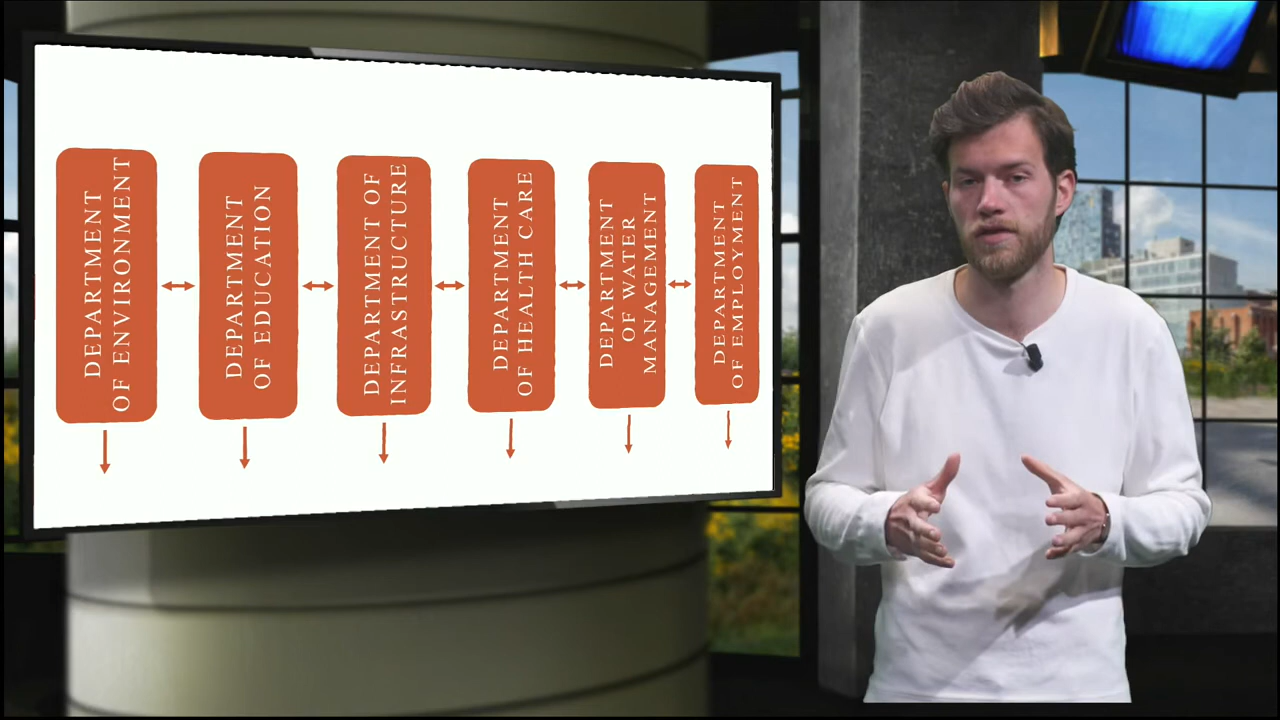 DEPARTMENT
OF ENVIRONMENT
DEPARTMENT
OF EDUCATION
DEPARTMENT OF
INFRASTRUCTURE
DEPARTMENT
OF HEALTH CARE
DEPARTMENT
OF WATER
MANAGEMENT
DEPARTMENT
OF EMPLOYMENT